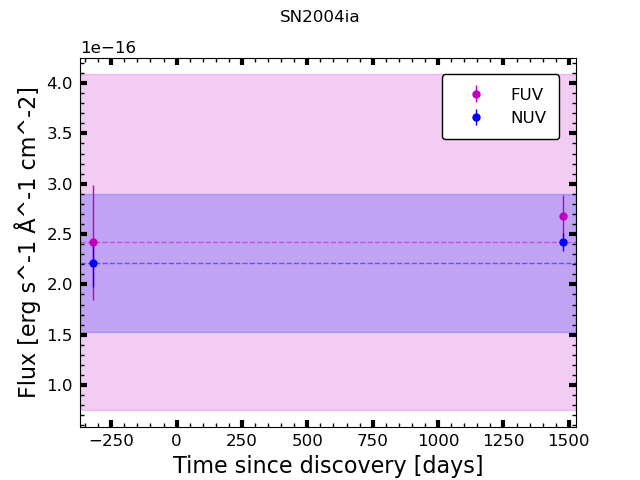 SN2004ia
1e−16
FUV
NUV
4.0
3.5
3.0
2.5
2.0
1.5
1.0
Flux [erg s^-1 Å^-1 cm^-2]
−250 0 250 500 750 1000 1250 1500
Time since discovery [days]